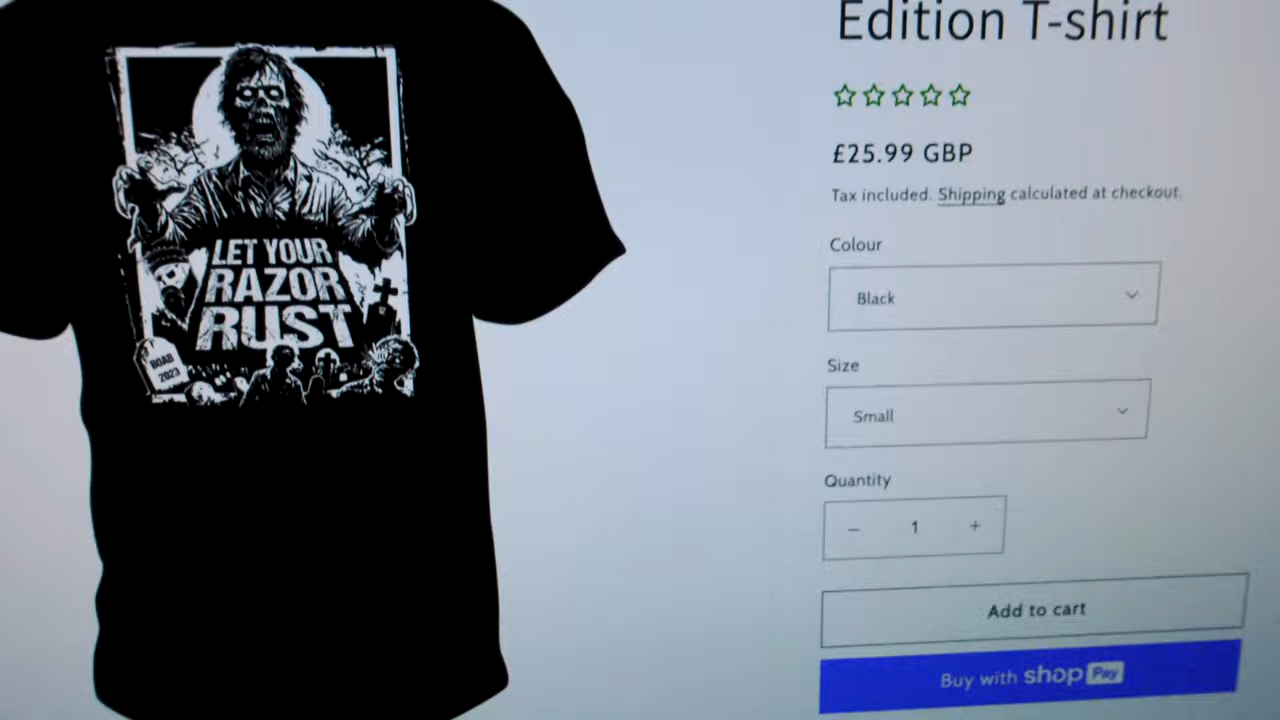 LET YOUR
RAZOR
RUST
BOAB
2023
Edition T-shirt
£25.99 GBP
Tax included. Shipping calculated at checkout.
Colour
Black
Size
Small
Quantity
− 1 +
Add to cart
Buy with shop Pay